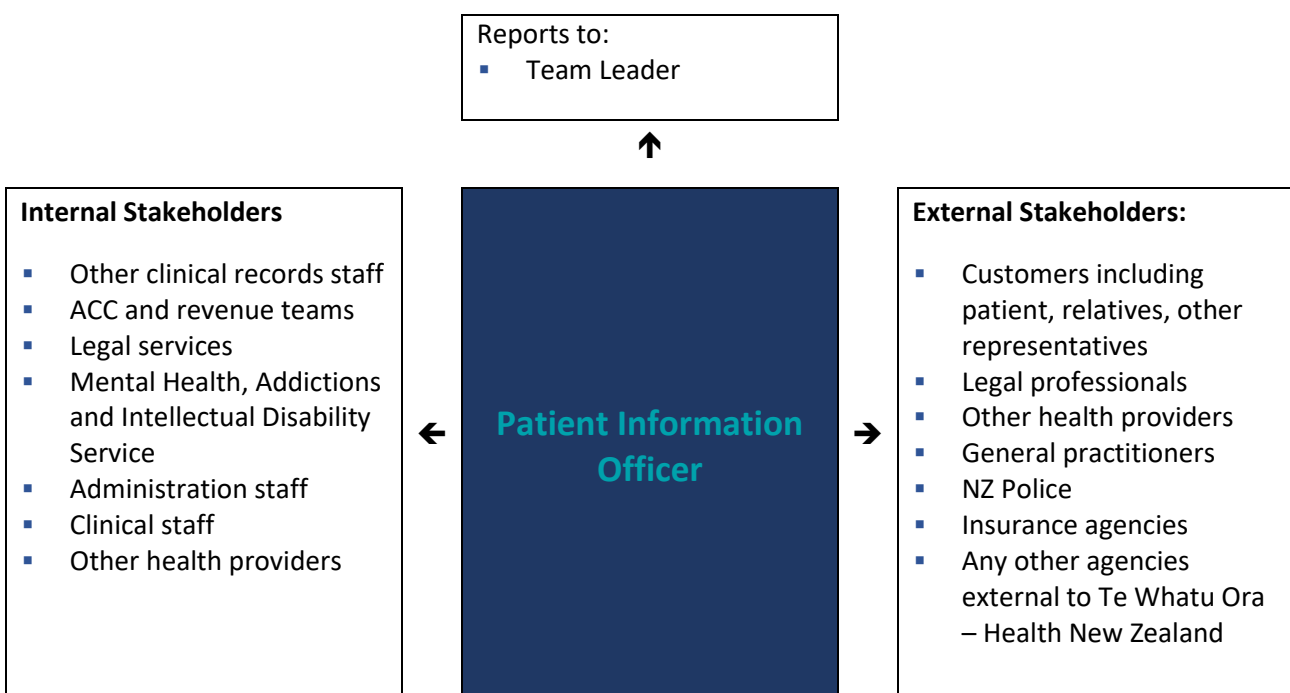 Reports to:
▪ Team Leader
↑
Internal Stakeholders
▪ Other clinical records staff
▪ ACC and revenue teams
▪ Legal services
▪ Mental Health, Addictions
and Intellectual Disability
Service
▪ Administration staff
▪ Clinical staff
▪ Other health providers
←
Patient Information
Officer
→
External Stakeholders:
▪ Customers including
patient, relatives, other
representatives
▪ Legal professionals
▪ Other health providers
▪ General practitioners
▪ NZ Police
▪ Insurance agencies
▪ Any other agencies
external to Te Whatu Ora
– Health New Zealand